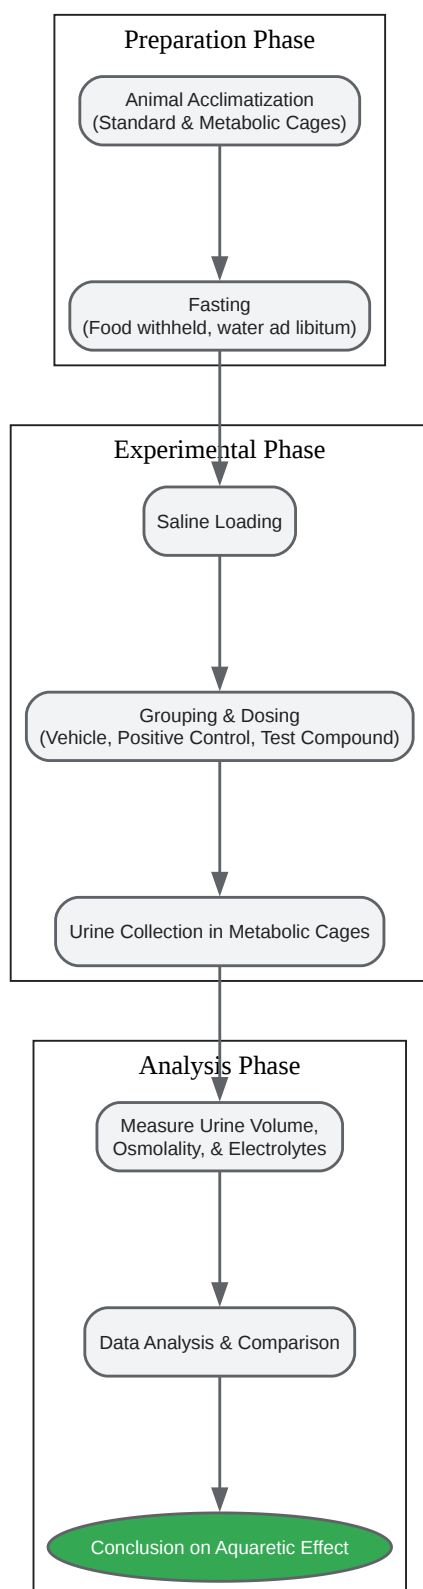 Preparation Phase
Animal Acclimatization
(Standard & Metabolic Cages)
Fasting
(Food withheld, water ad libitum)
Experimental Phase
Saline Loading
Grouping & Dosing
(Vehicle, Positive Control, Test Compound)
Urine Collection in Metabolic Cages
Analysis Phase
Measure Urine Volume,
Osmolality, & Electrolytes
Data Analysis & Comparison
Conclusion on Aquaretic Effect